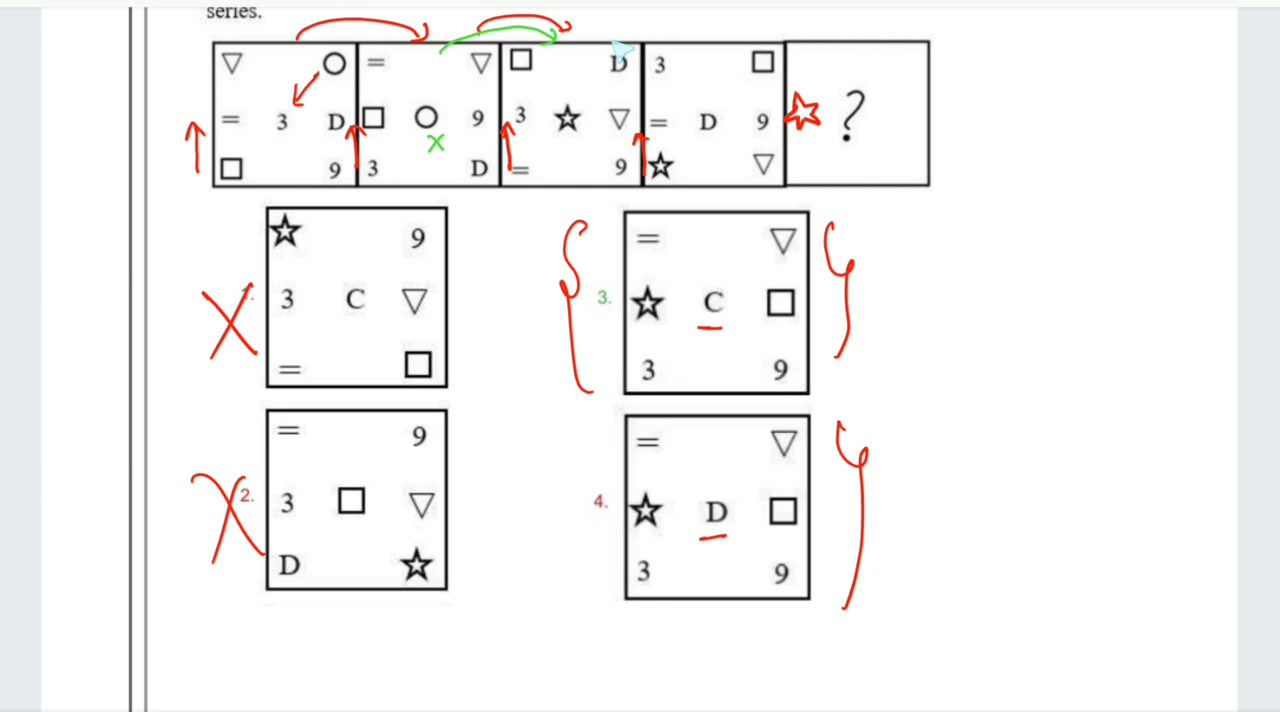 series.
▽ ○ = ▽ □ D 3 □
= 3 D □ ○ 9 3 ☆ ▽ = D 9 ☆ ?
□ 9 3 D = 9 ☆ ▽
x
☆ 9
1. 3 C ▽
= □
= ▽
3. ☆ C □
3 9
= 9
2. 3 □ ▽
D ☆
= ▽
4. ☆ D □
3 9